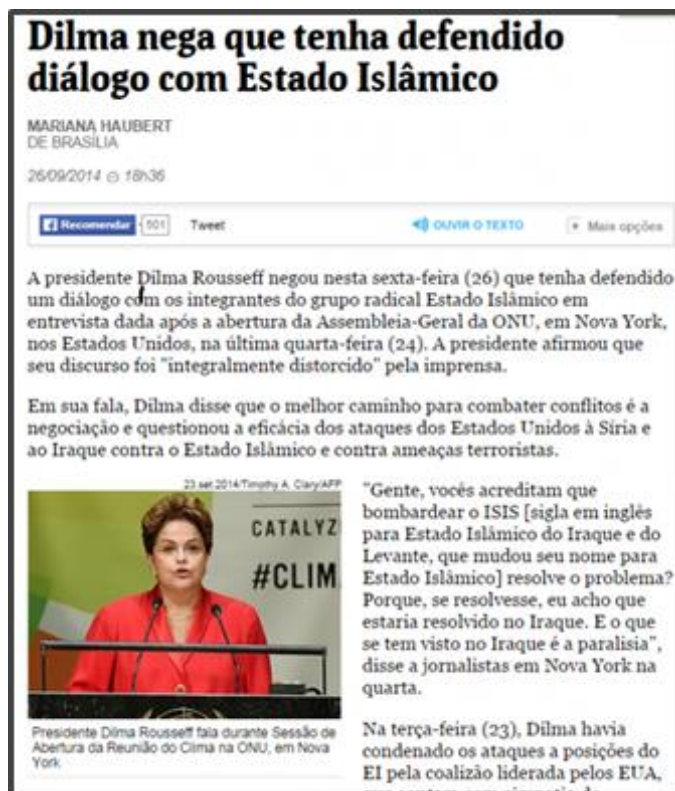 Dilma nega que tenha defendido
diálogo com Estado Islâmico
MARIANA HAUBERT
DE BRASÍLIA
26/09/2014 18h36
Recomendar 501 Tweet OUVIR O TEXTO + Mais opções
A presidente Dilma Rousseff negou nesta sexta-feira (26) que tenha defendido
um diálogo com os integrantes do grupo radical Estado Islâmico em
entrevista dada após a abertura da Assembleia-Geral da ONU, em Nova York,
nos Estados Unidos, na última quarta-feira (24). A presidente afirmou que
seu discurso foi "integralmente distorcido" pela imprensa.
Em sua fala, Dilma disse que o melhor caminho para combater conflitos é a
negociação e questionou a eficácia dos ataques dos Estados Unidos à Síria e
ao Iraque contra o Estado Islâmico e contra ameaças terroristas.
23.set.2014/Timothy A. Clary/AFP
CATALYZ
#CLIM
Presidente Dilma Rousseff fala durante Sessão de
Abertura da Reunião do Clima na ONU, em Nova
York
"Gente, vocês acreditam que
bombardear o ISIS [sigla em inglês
para Estado Islâmico do Iraque e do
Levante, que mudou seu nome para
Estado Islâmico] resolve o problema?
Porque, se resolvesse, eu acho que
estaria resolvido no Iraque. E o que
se tem visto no Iraque é a paralisia",
disse a jornalistas em Nova York na
quarta.
Na terça-feira (23), Dilma havia
condenado os ataques a posições do
EI pela coalizão liderada pelos EUA,